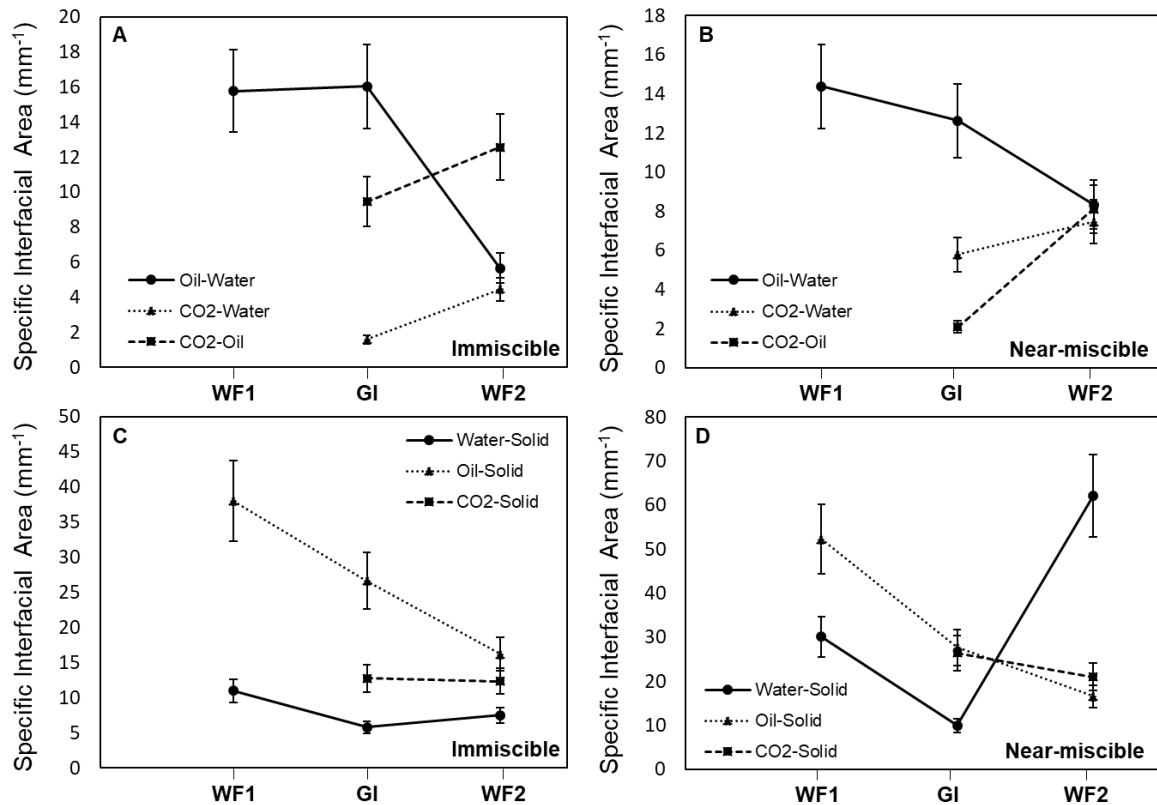 A
Specific Interfacial Area (mm⁻¹)
20
18
16
14
12
10
8
6
4
2
0
Oil-Water
CO2-Water
CO2-Oil
Immiscible
WF1 GI WF2
B
Specific Interfacial Area (mm⁻¹)
18
16
14
12
10
8
6
4
2
0
Oil-Water
CO2-Water
CO2-Oil
Near-miscible
WF1 GI WF2
C
Specific Interfacial Area (mm⁻¹)
50
45
40
35
30
25
20
15
10
5
0
Water-Solid
Oil-Solid
CO2-Solid
Immiscible
WF1 GI WF2
D
Specific Interfacial Area (mm⁻¹)
80
70
60
50
40
30
20
10
0
Water-Solid
Oil-Solid
CO2-Solid
Near-miscible
WF1 GI WF2